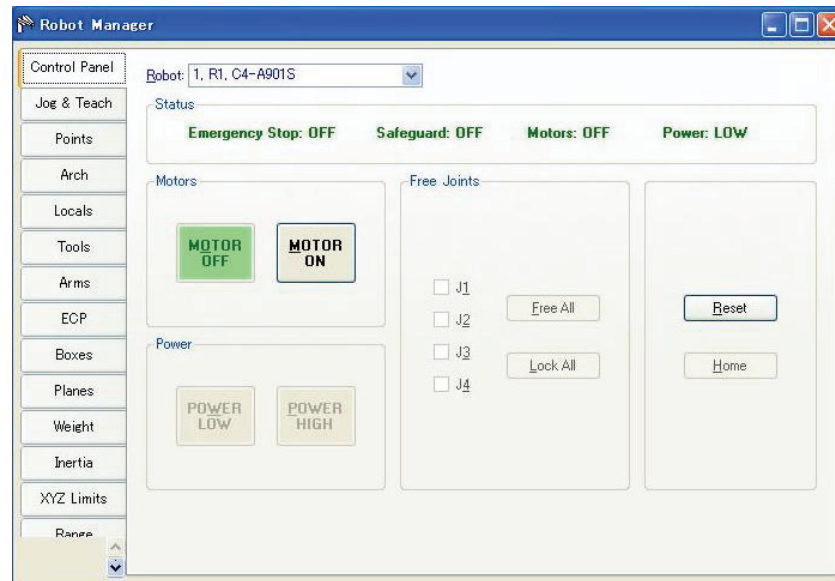 Robot Manager
Control Panel
Jog & Teach
Points
Arch
Locals
Tools
Arms
ECP
Boxes
Planes
Weight
Inertia
XYZ Limits
Range
Robot: 1, R1, C4-A901S
Status
Emergency Stop: OFF Safeguard: OFF Motors: OFF Power: LOW
Motors
MOTOR OFF
MOTOR ON
Power
POWER LOW
POWER HIGH
Free Joints
J1
J2
J3
J4
Free All
Lock All
Reset
Home